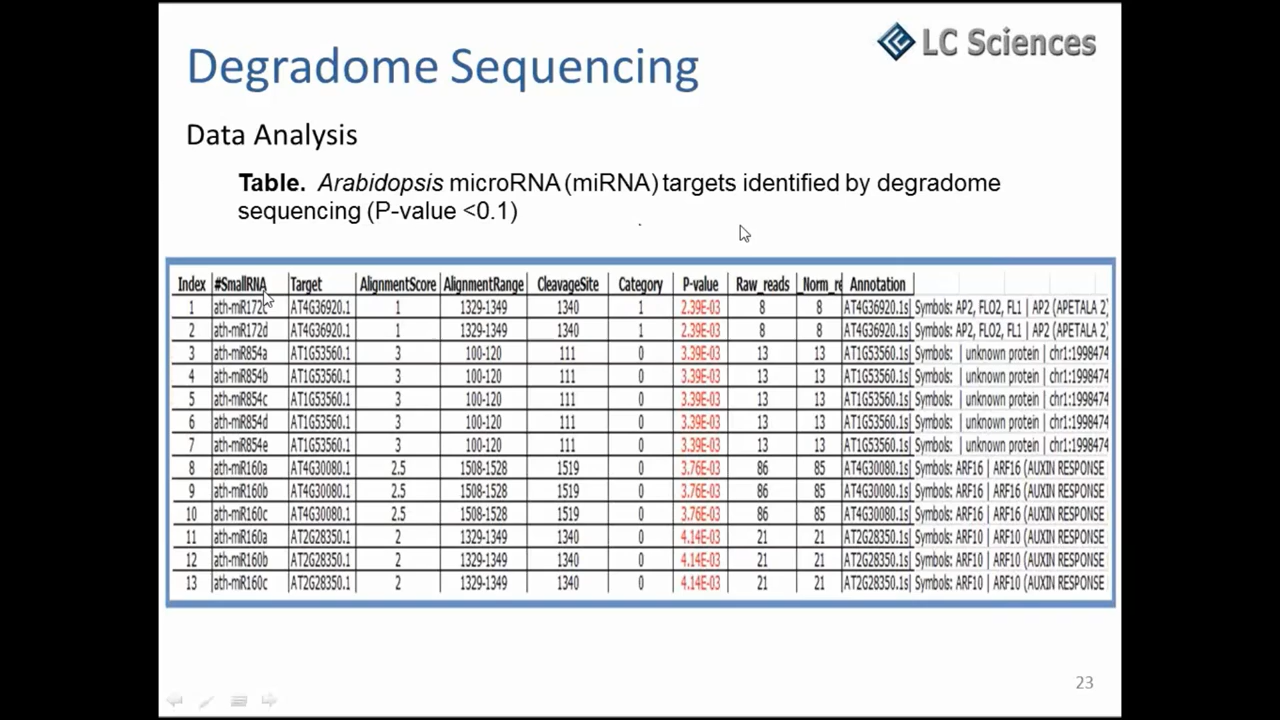 LC Sciences
Degradome Sequencing
Data Analysis
Table. Arabidopsis microRNA (miRNA) targets identified by degradome
sequencing (P-value <0.1)
Index #SmallRNA Target AlignmentScore AlignmentRange CleavageSite Category P-value Raw_reads _Norm_re Annotation
1 ath-miR172c AT4G36920.1 1 1329-1349 1340 1 2.39E-03 8 8 AT4G36920.1s Symbols: AP2, FLO2, FL1 | AP2 (APETALA 2)
2 ath-miR172d AT4G36920.1 1 1329-1349 1340 1 2.39E-03 8 8 AT4G36920.1s Symbols: AP2, FLO2, FL1 | AP2 (APETALA 2)
3 ath-miR854a AT1G53560.1 3 100-120 111 0 3.39E-03 13 13 AT1G53560.1s Symbols: | unknown protein | chr1:1998474
4 ath-miR854b AT1G53560.1 3 100-120 111 0 3.39E-03 13 13 AT1G53560.1s Symbols: | unknown protein | chr1:1998474
5 ath-miR854c AT1G53560.1 3 100-120 111 0 3.39E-03 13 13 AT1G53560.1s Symbols: | unknown protein | chr1:1998474
6 ath-miR854d AT1G53560.1 3 100-120 111 0 3.39E-03 13 13 AT1G53560.1s Symbols: | unknown protein | chr1:1998474
7 ath-miR854e AT1G53560.1 3 100-120 111 0 3.39E-03 13 13 AT1G53560.1s Symbols: | unknown protein | chr1:1998474
8 ath-miR160a AT4G30080.1 2.5 1508-1528 1519 0 3.76E-03 86 85 AT4G30080.1s Symbols: ARF16 | ARF16 (AUXIN RESPONSE
9 ath-miR160b AT4G30080.1 2.5 1508-1528 1519 0 3.76E-03 86 85 AT4G30080.1s Symbols: ARF16 | ARF16 (AUXIN RESPONSE
10 ath-miR160c AT4G30080.1 2.5 1508-1528 1519 0 3.76E-03 86 85 AT4G30080.1s Symbols: ARF16 | ARF16 (AUXIN RESPONSE
11 ath-miR160a AT2G28350.1 2 1329-1349 1340 0 4.14E-03 21 21 AT2G28350.1s Symbols: ARF10 | ARF10 (AUXIN RESPONSE
12 ath-miR160b AT2G28350.1 2 1329-1349 1340 0 4.14E-03 21 21 AT2G28350.1s Symbols: ARF10 | ARF10 (AUXIN RESPONSE
13 ath-miR160c AT2G28350.1 2 1329-1349 1340 0 4.14E-03 21 21 AT2G28350.1s Symbols: ARF10 | ARF10 (AUXIN RESPONSE
23